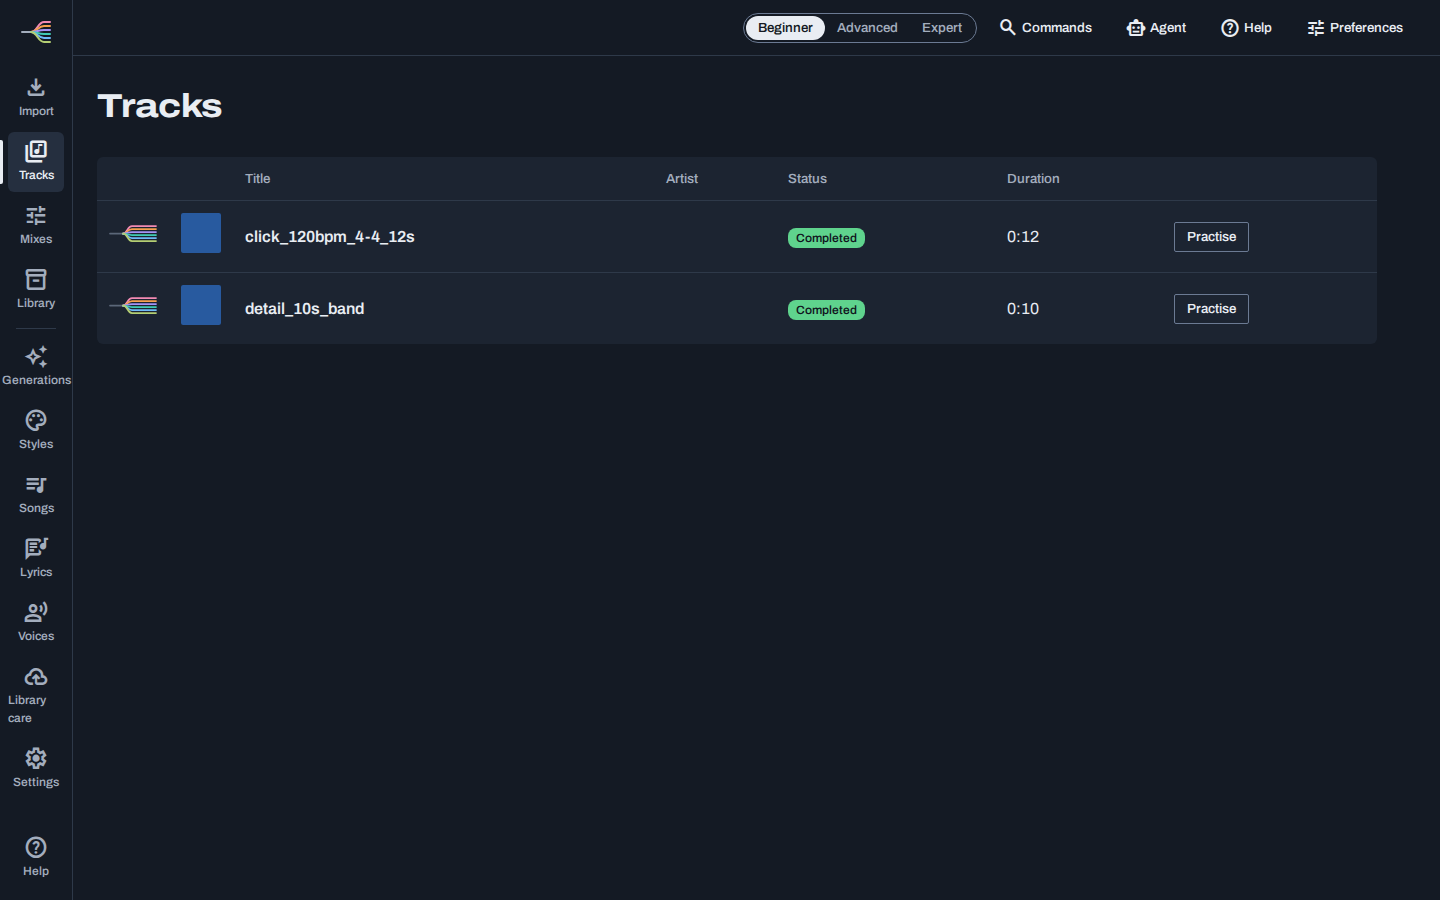 Beginner
Advanced
Expert
Commands
Agent
Help
Preferences
Import
Tracks
Mixes
Library
Generations
Styles
Songs
Lyrics
Voices
Library
care
Settings
Help
Tracks
Title
Artist
Status
Duration
click_120bpm_4-4_12s
Completed
0:12
Practise
detail_10s_band
Completed
0:10
Practise